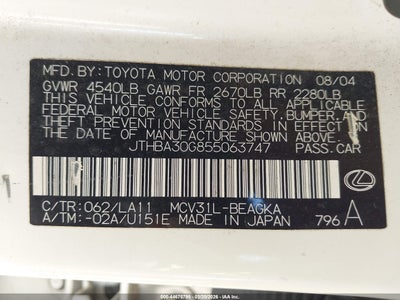 MFD. BY: TOYOTA MOTOR CORPORATION 08/04
GVWR 4540LB GAWR FR 2670LB RR 2280LB
THIS VEHICLE CONFORMS TO ALL APPLICABLE
FEDERAL MOTOR VEHICLE SAFETY, BUMPER, AND
THEFT PREVENTION STANDARDS IN EFFECT ON
THE DATE OF MANUFACTURE SHOWN ABOVE.
JTHBA30G855063747 PASS.CAR
C/TR: 062/LA11 MCV31L-BEAGKA
A/TM: -02A/U151E MADE IN JAPAN 796 A